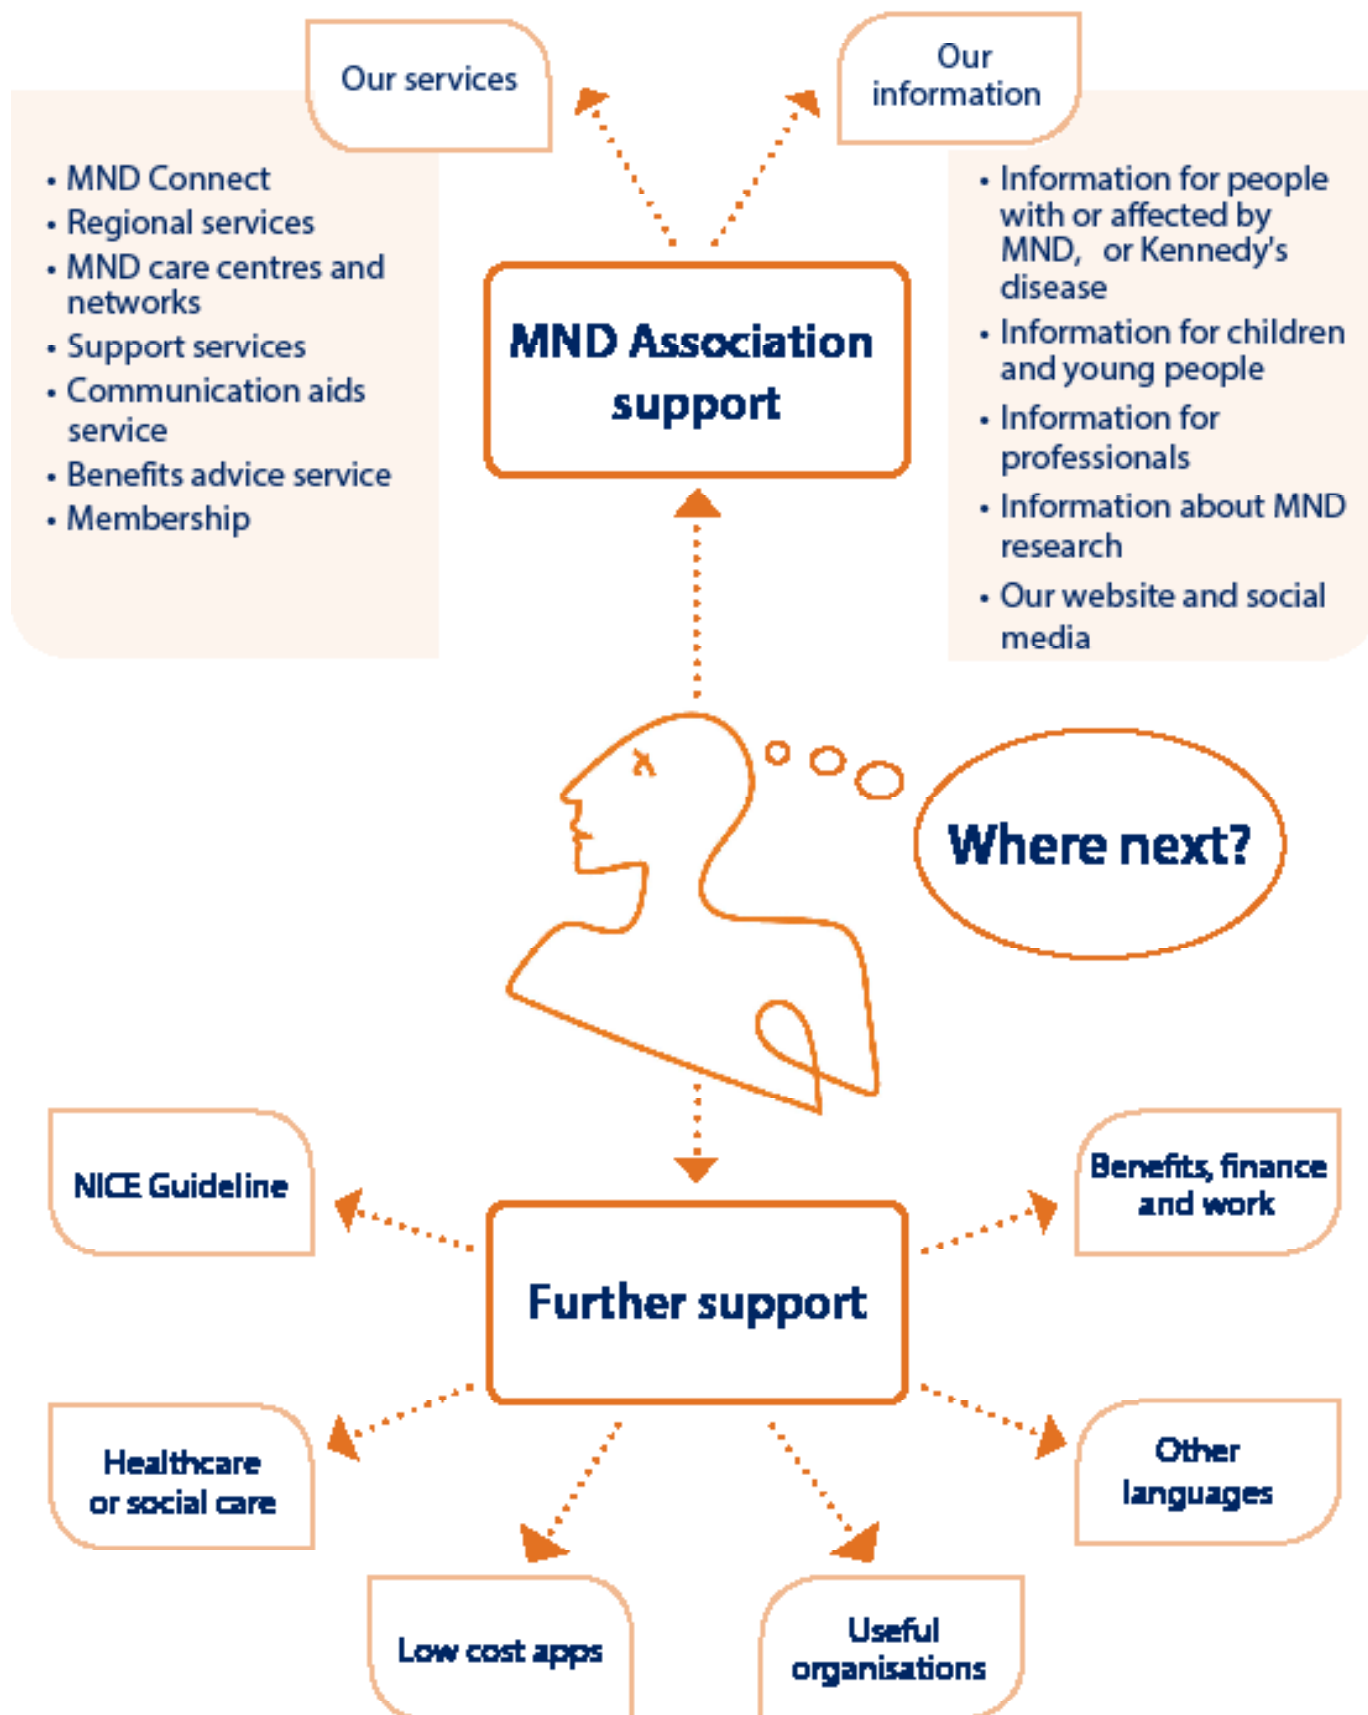 Our services
Our
information
• MND Connect
• Regional services
• MND care centres and
networks
• Support services
• Communication aids
service
• Benefits advice service
• Membership
• Information for people
with or affected by
MND, or Kennedy's
disease
• Information for children
and young people
• Information for
professionals
• Information about MND
research
• Our website and social
media
MND Association
support
Where next?
NICE Guideline
Benefits, finance
and work
Further support
Healthcare
or social care
Other
languages
Low cost apps
Useful
organisations